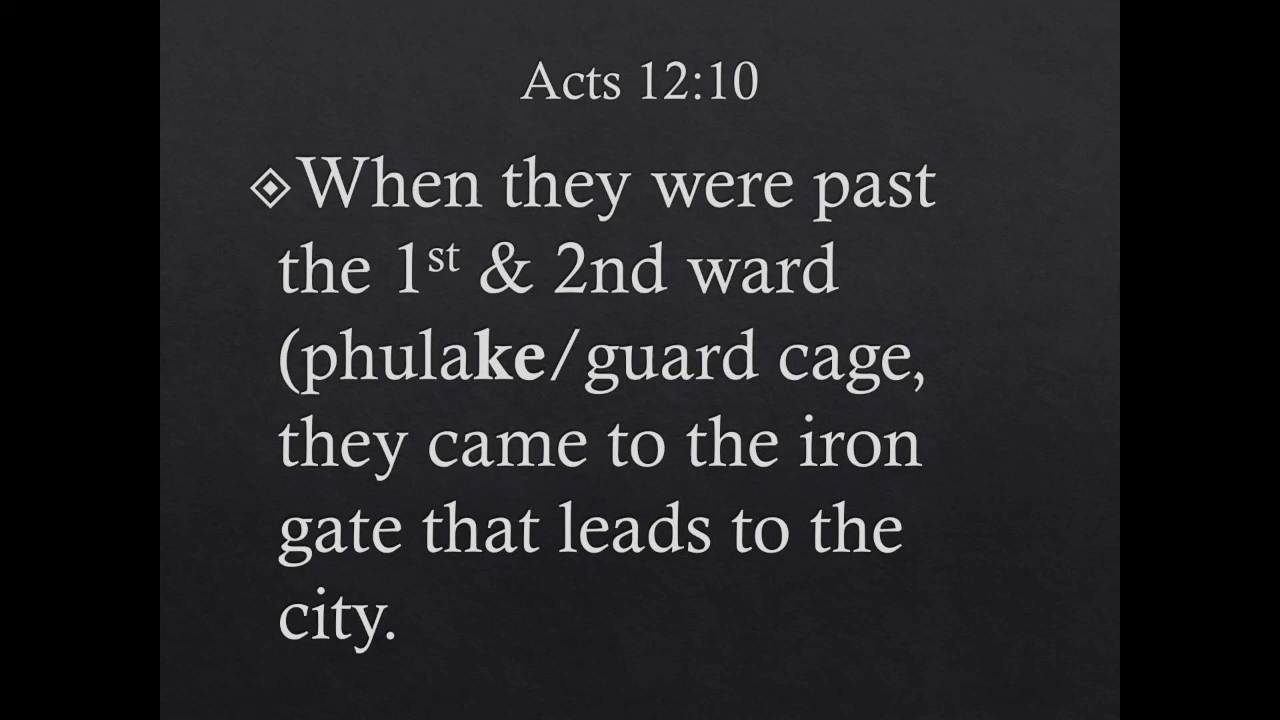 Acts 12:10
When they were past
the 1st & 2nd ward
(phulake/guard cage,
they came to the iron
gate that leads to the
city.